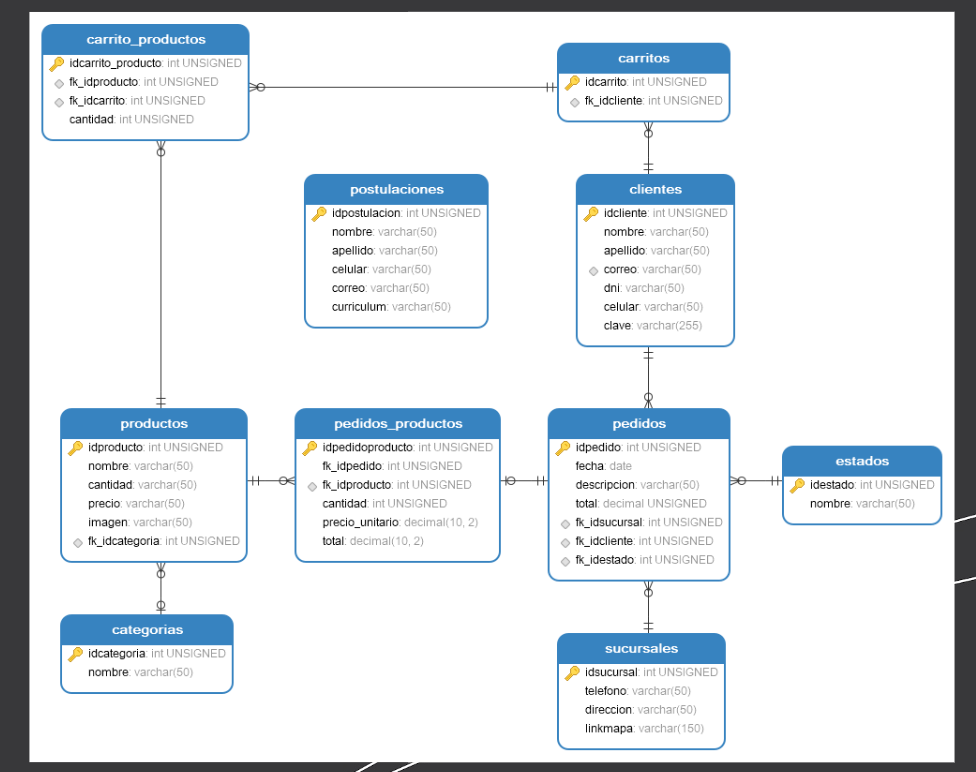 carrito_productos
idcarrito_producto: int UNSIGNED
fk_idproducto: int UNSIGNED
fk_idcarrito: int UNSIGNED
cantidad: int UNSIGNED
carritos
idcarrito: int UNSIGNED
fk_idcliente: int UNSIGNED
postulaciones
idpostulacion: int UNSIGNED
nombre: varchar(50)
apellido: varchar(50)
celular: varchar(50)
correo: varchar(50)
curriculum: varchar(50)
clientes
idcliente: int UNSIGNED
nombre: varchar(50)
apellido: varchar(50)
correo: varchar(50)
dni: varchar(50)
celular: varchar(50)
clave: varchar(255)
productos
idproducto: int UNSIGNED
nombre: varchar(50)
cantidad: varchar(50)
precio: varchar(50)
imagen: varchar(50)
fk_idcategoria: int UNSIGNED
pedidos_productos
idpedidoproducto: int UNSIGNED
fk_idpedido: int UNSIGNED
fk_idproducto: int UNSIGNED
cantidad: int UNSIGNED
precio_unitario: decimal(10, 2)
total: decimal(10, 2)
pedidos
idpedido: int UNSIGNED
fecha: date
descripcion: varchar(50)
total: decimal UNSIGNED
fk_idsucursal: int UNSIGNED
fk_idcliente: int UNSIGNED
fk_idestado: int UNSIGNED
estados
idestado: int UNSIGNED
nombre: varchar(50)
categorias
idcategoria: int UNSIGNED
nombre: varchar(50)
sucursales
idsucursal: int UNSIGNED
telefono: varchar(50)
direccion: varchar(50)
linkmapa: varchar(150)